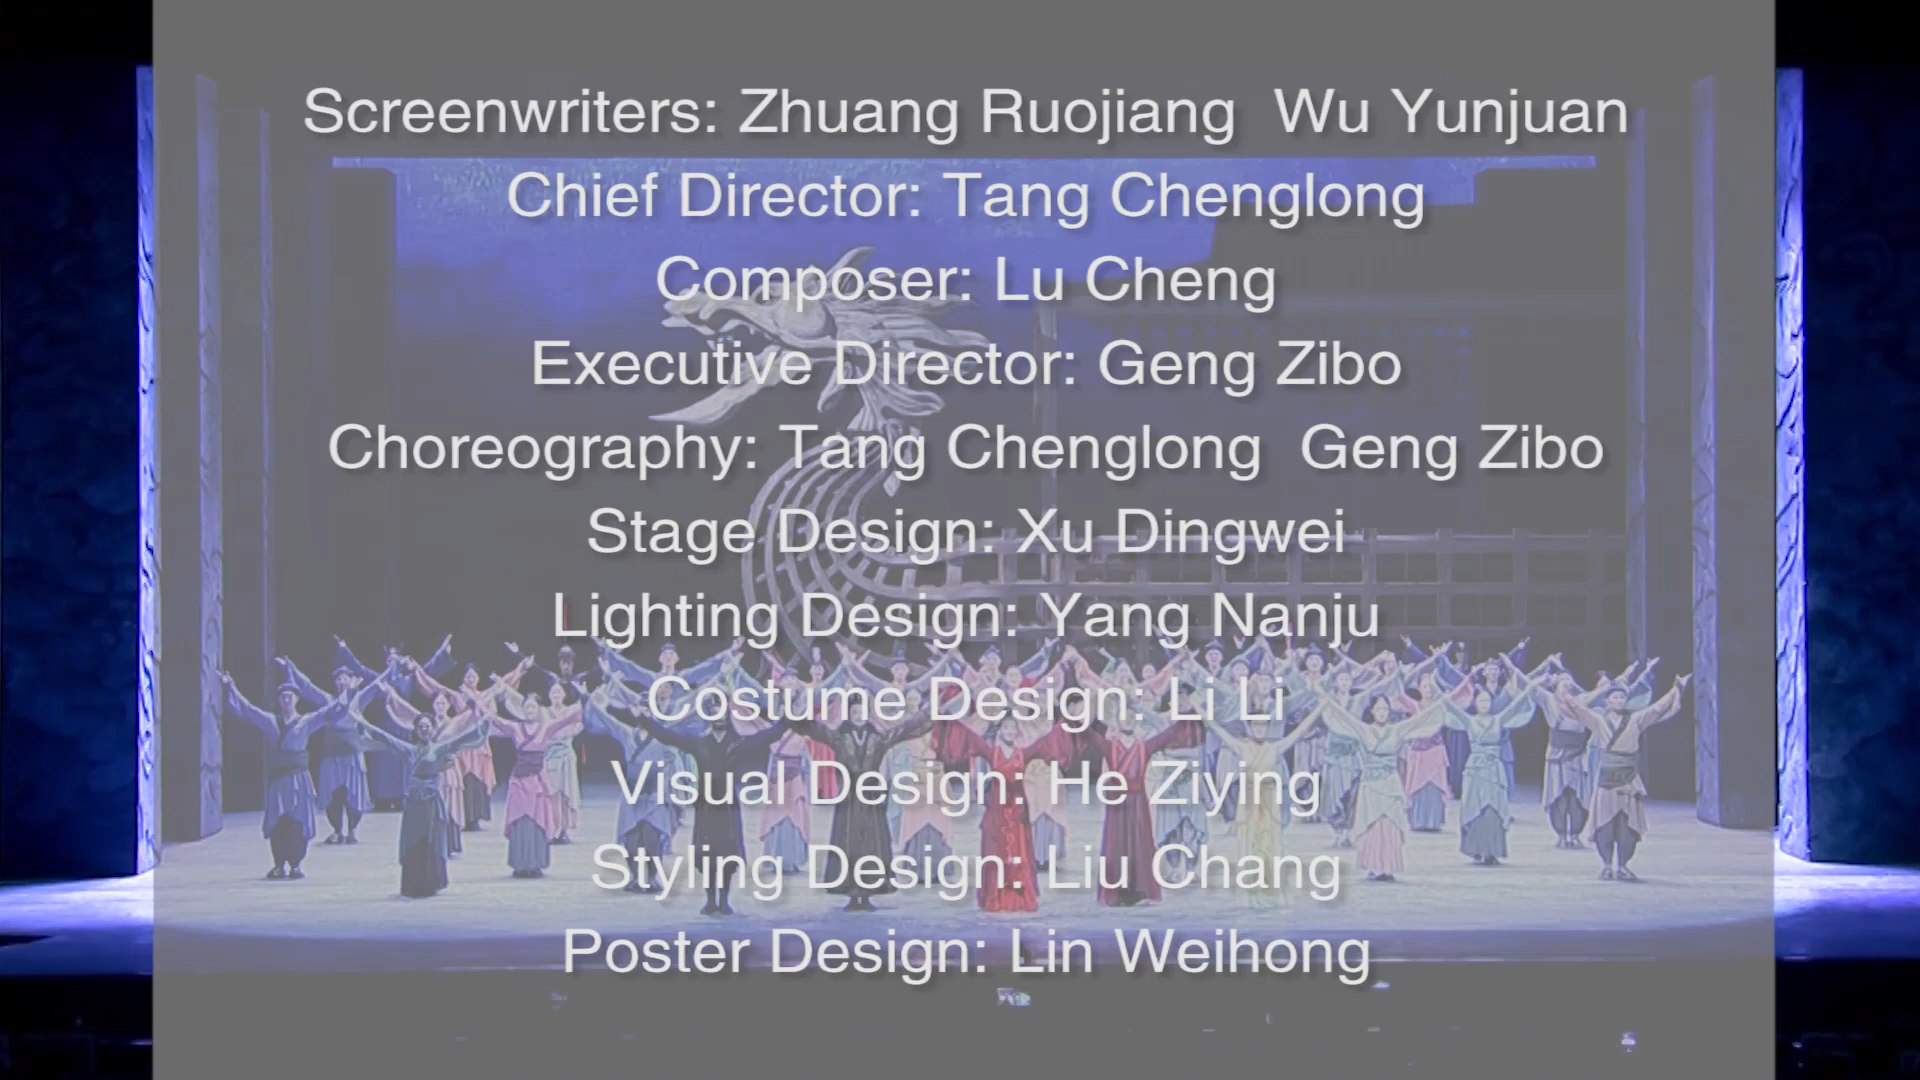 Screenwriters: Zhuang Ruojiang  Wu Yunjuan
Chief Director: Tang Chenglong
Composer: Lu Cheng
Executive Director: Geng Zibo
Choreography: Tang Chenglong  Geng Zibo
Stage Design: Xu Dingwei
Lighting Design: Yang Nanju
Costume Design: Li Li
Visual Design: He Ziying
Styling Design: Liu Chang
Poster Design: Lin Weihong